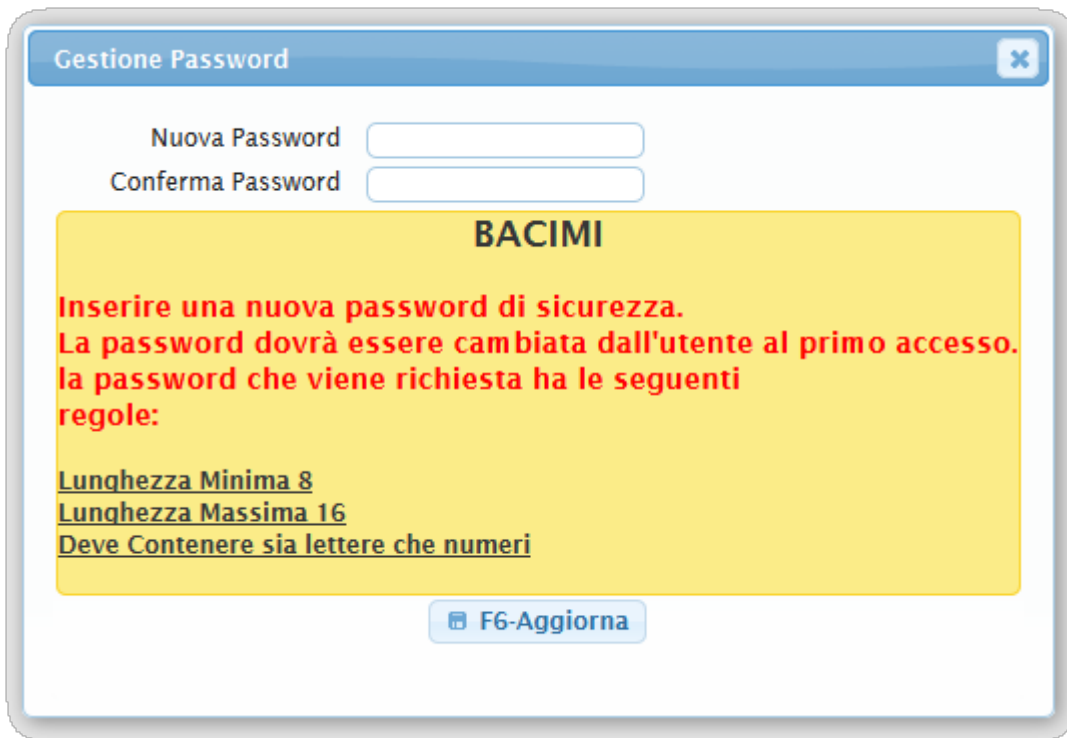 Gestione Password
Nuova Password
Conferma Password
BACIMI
Inserire una nuova password di sicurezza.
La password dovrà essere cambiata dall'utente al primo accesso.
la password che viene richiesta ha le seguenti
regole:
Lunghezza Minima 8
Lunghezza Massima 16
Deve Contenere sia lettere che numeri
F6-Aggiorna